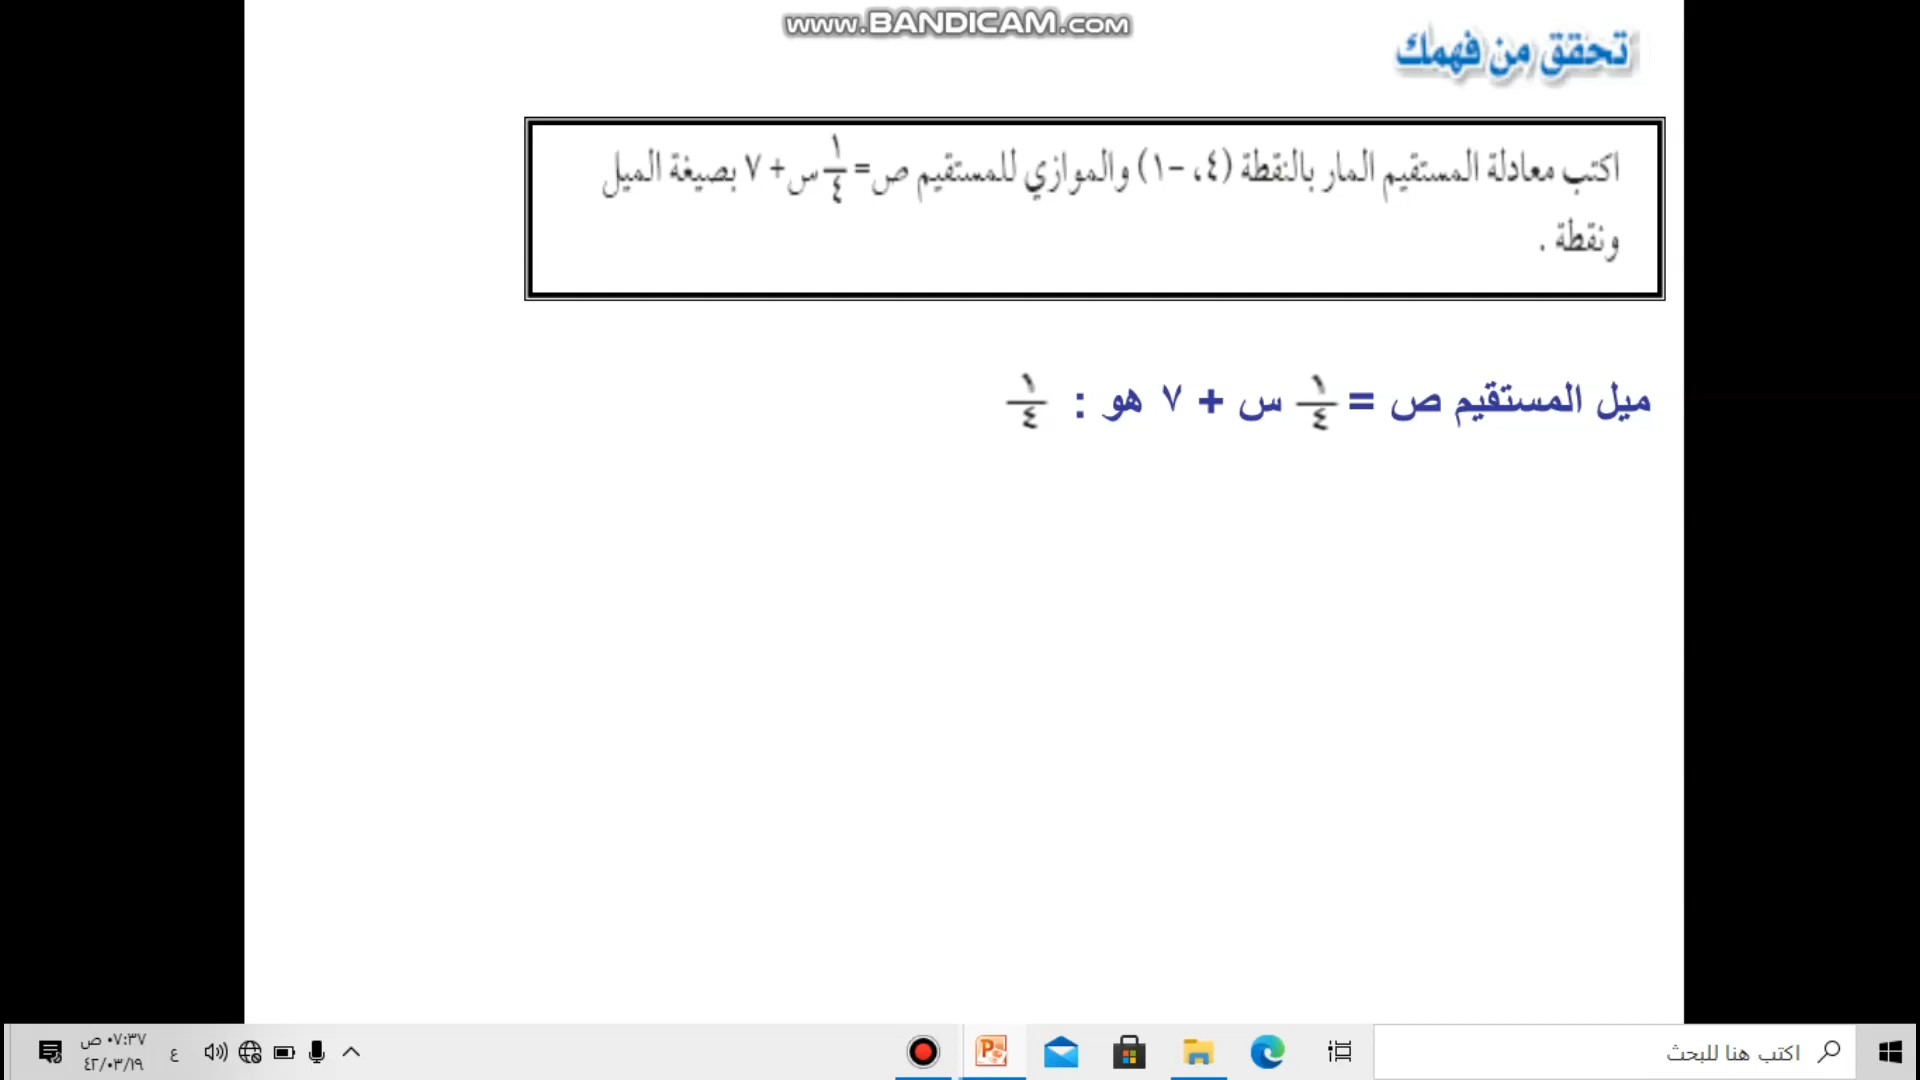 www.BANDICAM.com
تحقق من فهمك
اكتب معادلة المستقيم المار بالنقطة (٤، -١) والموازي للمستقيم ص= ١/٤ س+ ٧ بصيغة الميل
ونقطة .
ميل المستقيم ص = ١/٤ س + ٧ هو : ١/٤
اكتب هنا للبحث
ع
٠٧:٣٧ ص
٤٢/٠٣/١٩